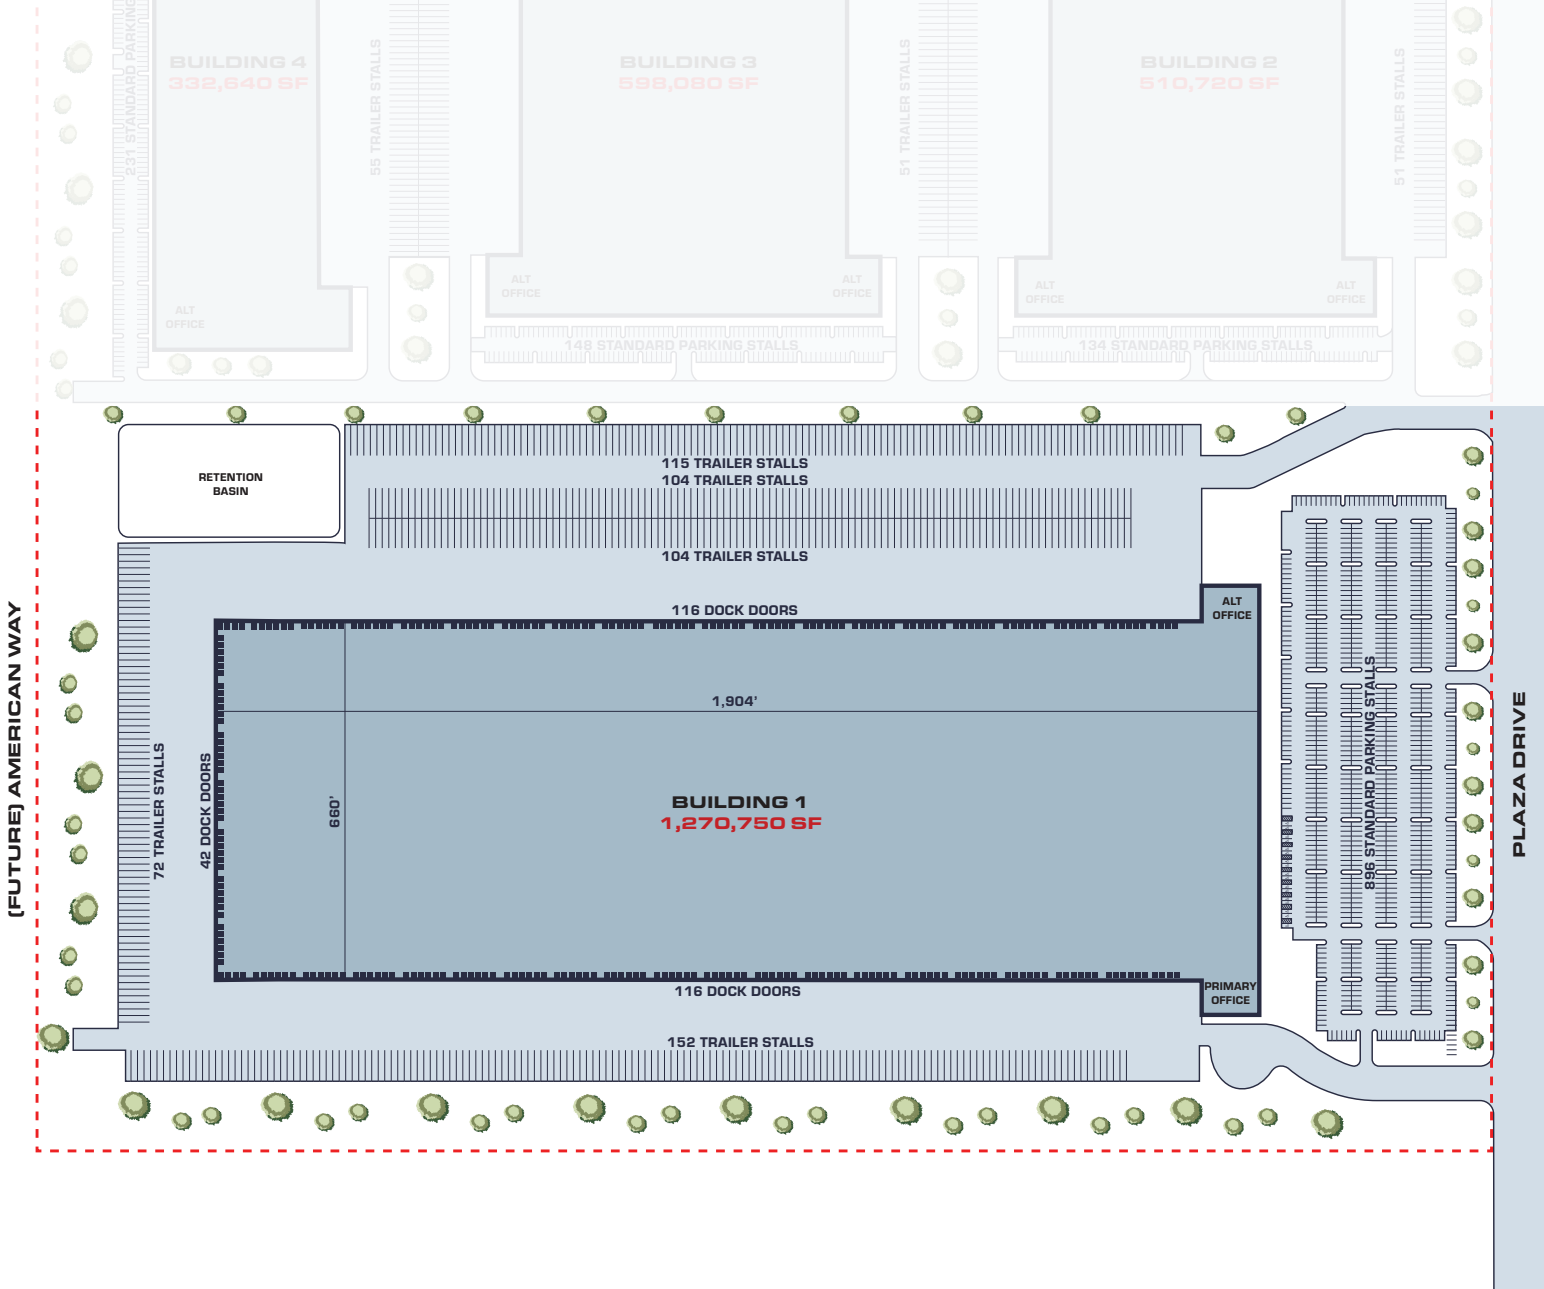 231 STANDARD PARKING
BUILDING 4
332,640 SF
55 TRAILER STALLS
BUILDING 3
598,080 SF
51 TRAILER STALLS
BUILDING 2
510,720 SF
51 TRAILER STALLS
ALT
OFFICE
ALT
OFFICE
ALT
OFFICE
ALT
OFFICE
ALT
OFFICE
148 STANDARD PARKING STALLS
134 STANDARD PARKING STALLS
RETENTION
BASIN
115 TRAILER STALLS
104 TRAILER STALLS
104 TRAILER STALLS
116 DOCK DOORS
ALT
OFFICE
(FUTURE) AMERICAN WAY
72 TRAILER STALLS
42 DOCK DOORS
660'
1,904'
BUILDING 1
1,270,750 SF
896 STANDARD PARKING STALLS
PLAZA DRIVE
116 DOCK DOORS
PRIMARY
OFFICE
152 TRAILER STALLS